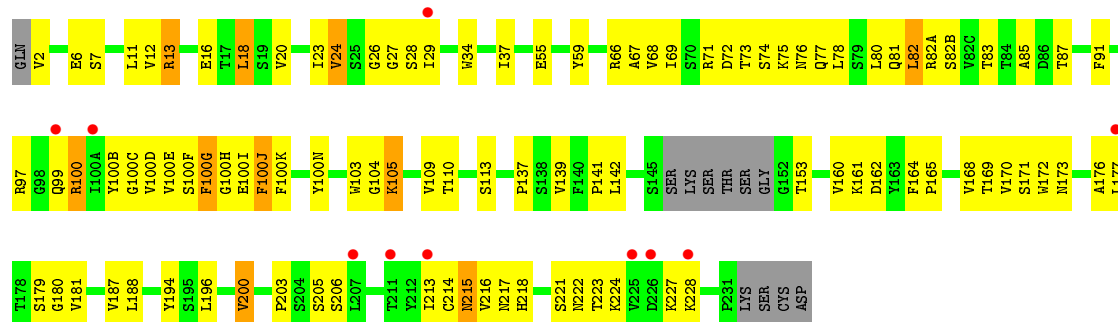 GLN V2 E6 S7 L11 V12 R13 E16 T17 L18 S19 V20 I23 V24 S25 G26 G27 S28 I29 W34 I37 E55 Y59 R66 A67 V68 I69 S70 R71 D72 T73 S74 K75 N76 Q77 L78 S79 L80 Q81 L82 R82A S82B V82C T83 T84 A85 D86 T87 F91
R97 G98 Q99 R100 I100A Y100B G100C V100D V100E S100F F100G G100H E100I F100J F100K Y100N W103 G104 K105 V109 T110 S113 P137 S138 V139 F140 P141 L142 S145 SER LYS SER THR SER GLY G152 T153 V160 K161 D162 Y163 F164 P165 V168 T169 V170 S171 W172 N173 A176 L177
T178 S179 G180 V181 V187 L188 Y194 S195 L196 V200 P203 S204 S205 S206 L207 T211 Y212 I213 C214 N215 V216 N217 H218 S221 N222 T223 K224 V225 D226 K227 K228 P231 LYS SER CYS ASP